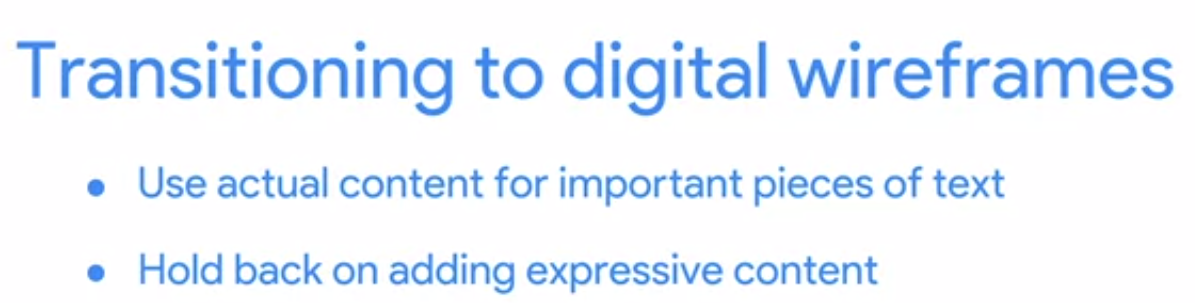 Transitioning to digital wireframes
• Use actual content for important pieces of text
• Hold back on adding expressive content